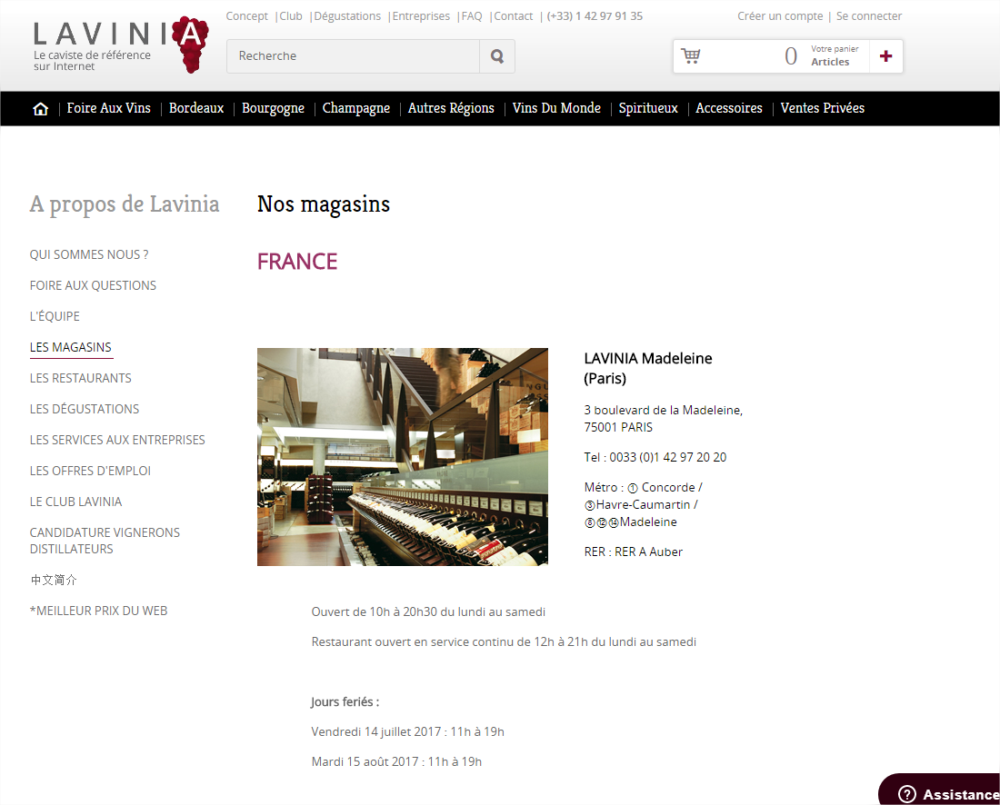 LAVINIA
Le caviste de référence
sur Internet
Concept | Club | Dégustations | Entreprises | FAQ | Contact | (+33) 1 42 97 91 35
Créer un compte | Se connecter
Recherche
0
Votre panier
Articles
Foire Aux Vins | Bordeaux | Bourgogne | Champagne | Autres Régions | Vins Du Monde | Spiritueux | Accessoires | Ventes Privées
A propos de Lavinia
QUI SOMMES NOUS ?
FOIRE AUX QUESTIONS
L'ÉQUIPE
LES MAGASINS
LES RESTAURANTS
LES DÉGUSTATIONS
LES SERVICES AUX ENTREPRISES
LES OFFRES D'EMPLOI
LE CLUB LAVINIA
CANDIDATURE VIGNERONS
DISTILLATEURS
中文简介
*MEILLEUR PRIX DU WEB
Nos magasins
FRANCE
LAVINIA Madeleine
(Paris)
3 boulevard de la Madeleine,
75001 PARIS
Tel : 0033 (0)1 42 97 20 20
Métro : ① Concorde /
③Havre-Caumartin /
⑧⑫⑭Madeleine
RER : RER A Auber
Ouvert de 10h à 20h30 du lundi au samedi
Restaurant ouvert en service continu de 12h à 21h du lundi au samedi
Jours feriés :
Vendredi 14 juillet 2017 : 11h à 19h
Mardi 15 août 2017 : 11h à 19h
Assistance